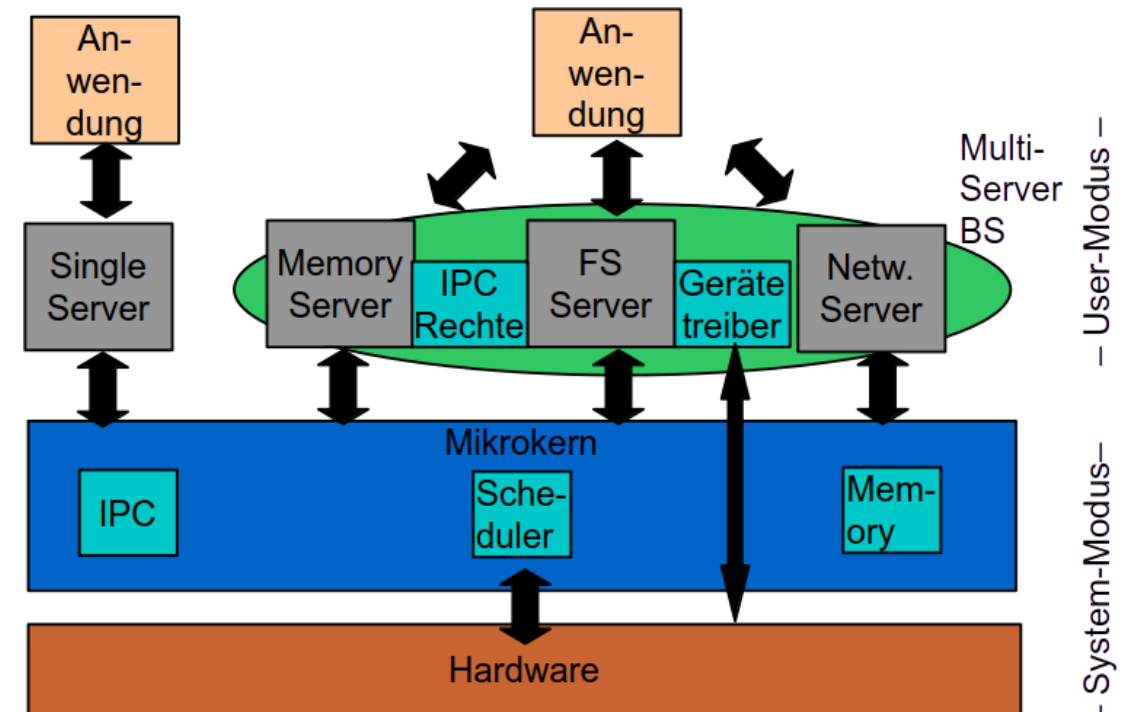 An-
wen-
dung
An-
wen-
dung
Multi-
Server
BS
– User-Modus –
Single
Server
Memory
Server
IPC
Rechte
FS
Server
Geräte
treiber
Netw.
Server
Mikrokern
IPC
Sche-
duler
Mem-
ory
– System-Modus–
Hardware